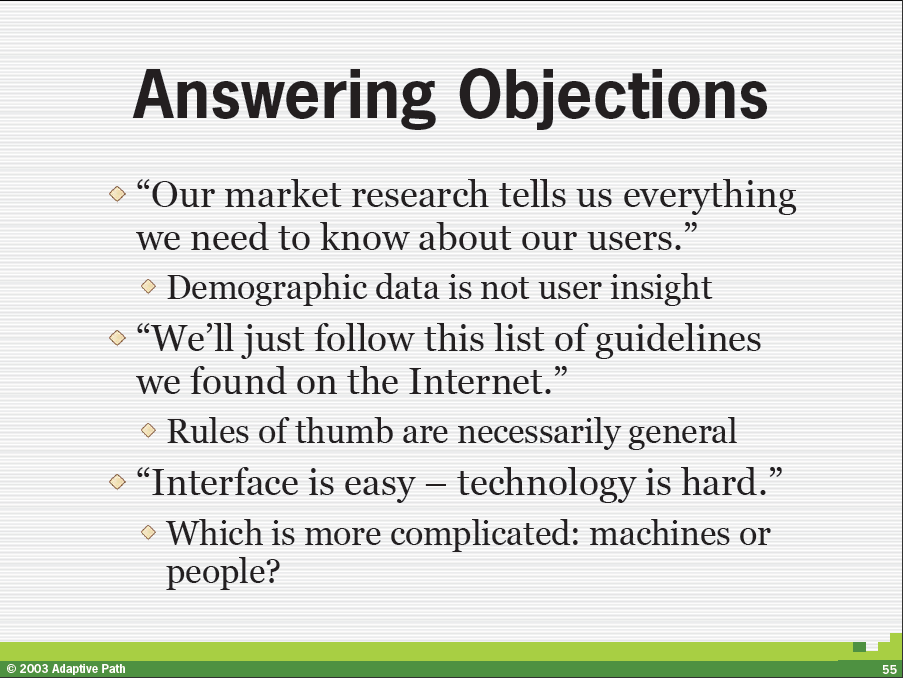 Answering Objections
“Our market research tells us everything
we need to know about our users.”
Demographic data is not user insight
“We’ll just follow this list of guidelines
we found on the Internet.”
Rules of thumb are necessarily general
“Interface is easy – technology is hard.”
Which is more complicated: machines or
people?
© 2003 Adaptive Path
55